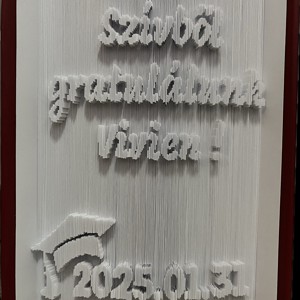 Szívből
gratulálunk
Vivien !
2025.01.31.